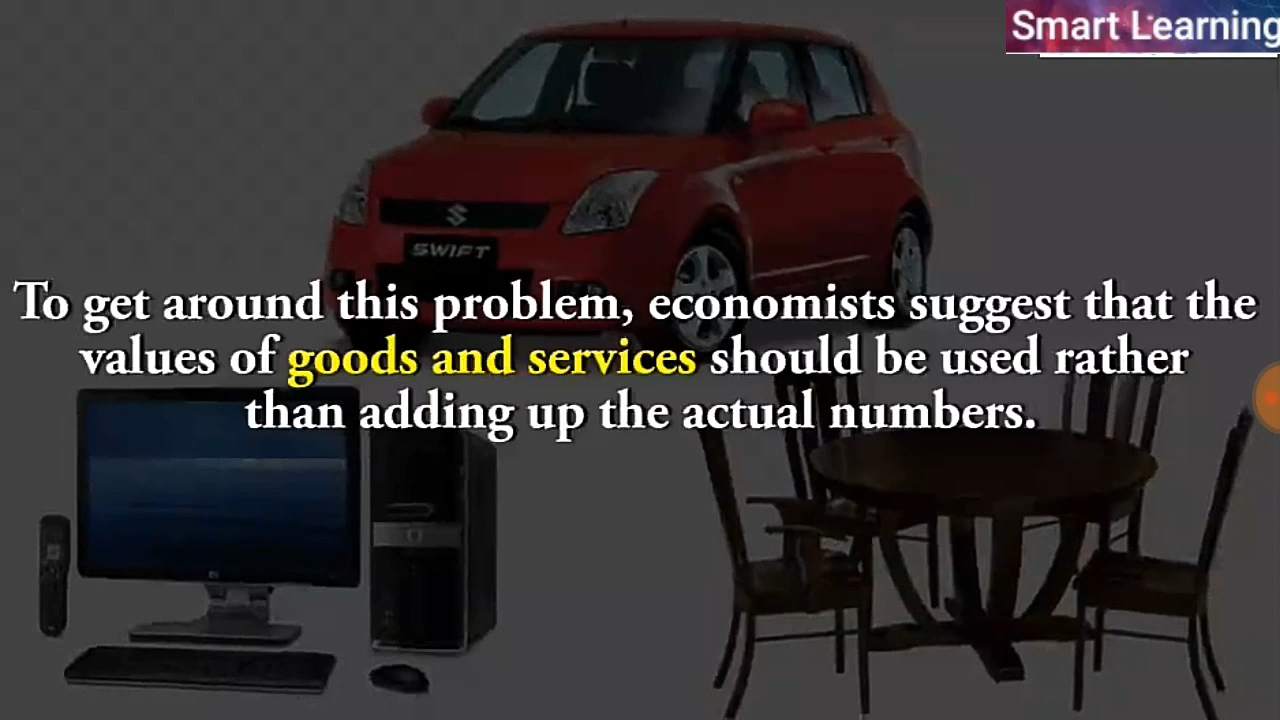 Smart Learning
SWIFT
To get around this problem, economists suggest that the
values of goods and services should be used rather
than adding up the actual numbers.